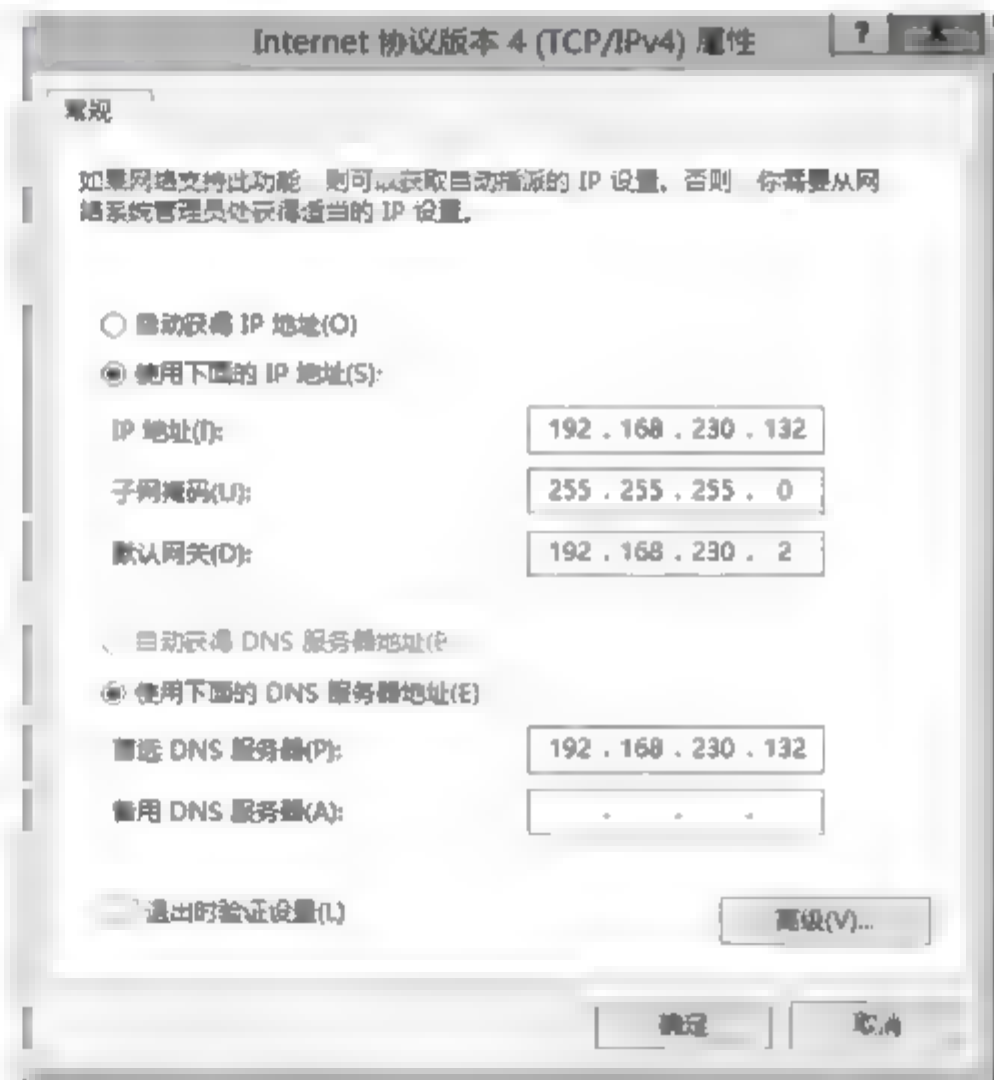 Internet 协议版本 4 (TCP/IPv4) 属性
?
常规
如果网络支持此功能 则可以获取自动指派的 IP 设置。否则 你需要从网
络系统管理员处获得适当的 IP 设置。
自动获得 IP 地址(O)
使用下面的 IP 地址(S):
IP 地址(I):
192 . 168 . 230 . 132
子网掩码(U):
255 . 255 . 255 . 0
默认网关(D):
192 . 168 . 230 . 2
自动获得 DNS 服务器地址(
使用下面的 DNS 服务器地址(E)
首选 DNS 服务器(P):
192 . 168 . 230 . 132
备用 DNS 服务器(A):
. . .
退出时验证设置(L)
高级(V)...
确定
取消